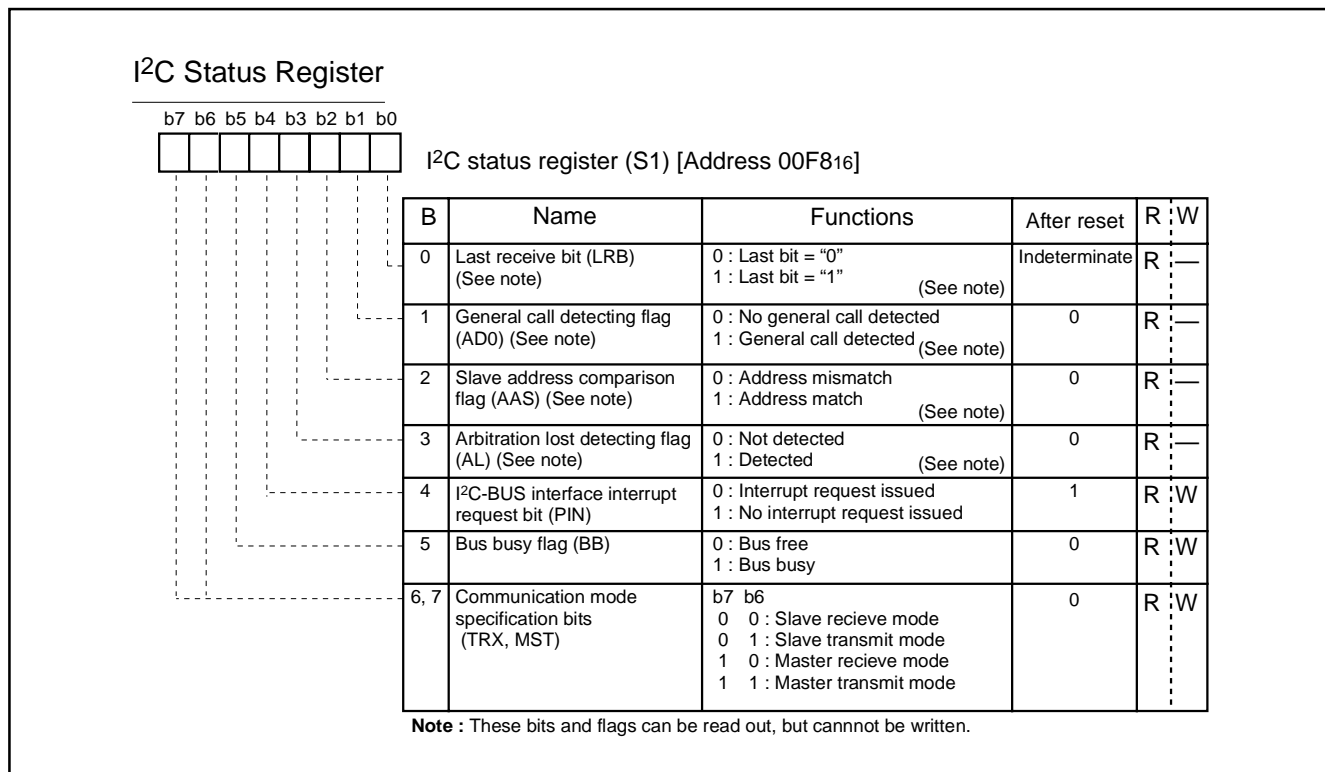 I2C Status Register
b7 b6 b5 b4 b3 b2 b1 b0
I2C status register (S1) [Address 00F816]
B Name Functions After reset R W
0 Last receive bit (LRB) 0 : Last bit = “0” Indeterminate R —
(See note) 1 : Last bit = “1” (See note)
1 General call detecting flag 0 : No general call detected 0 R —
(AD0) (See note) 1 : General call detected (See note)
2 Slave address comparison 0 : Address mismatch 0 R —
flag (AAS) (See note) 1 : Address match (See note)
3 Arbitration lost detecting flag 0 : Not detected 0 R —
(AL) (See note) 1 : Detected (See note)
4 I2C-BUS interface interrupt 0 : Interrupt request issued 1 R W
request bit (PIN) 1 : No interrupt request issued
5 Bus busy flag (BB) 0 : Bus free 0 R W
1 : Bus busy
6, 7 Communication mode b7 b6 0 R W
specification bits 0 0 : Slave recieve mode
(TRX, MST) 0 1 : Slave transmit mode
1 0 : Master recieve mode
1 1 : Master transmit mode
Note : These bits and flags can be read out, but cannnot be written.